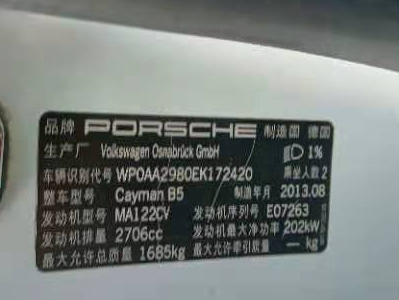 品牌 PORSCHE 制造国 德国
生产厂 Volkswagen Osnabrück GmbH 1%
车辆识别代号 WP0AA2980EK172420 乘坐人数 2
整车型号 Cayman B5 制造年月 2013.08
发动机型号 MA122CV 发动机序列号 E07263
发动机排量 2706cc 发动机最大净功率 202kW
最大允许总质量 1685kg 最大允许牵引质量 — kg